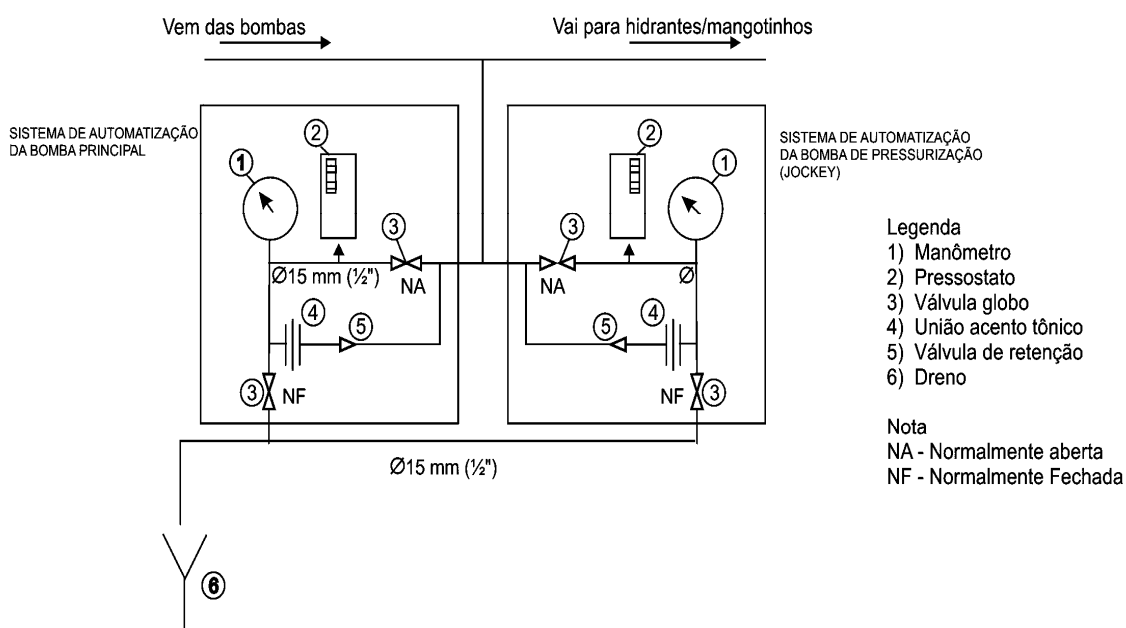 Vem das bombas
Vai para hidrantes/mangotinhos
SISTEMA DE AUTOMATIZAÇÃO
DA BOMBA PRINCIPAL
1
2
3
NA
Ø15 mm (½")
4
5
3
NF
2
1
SISTEMA DE AUTOMATIZAÇÃO
DA BOMBA DE PRESSURIZAÇÃO
(JOCKEY)
3
NA
Ø
5
4
NF
3
Ø15 mm (½")
6
Legenda
1) Manômetro
2) Pressostato
3) Válvula globo
4) União acento tônico
5) Válvula de retenção
6) Dreno
Nota
NA - Normalmente aberta
NF - Normalmente Fechada